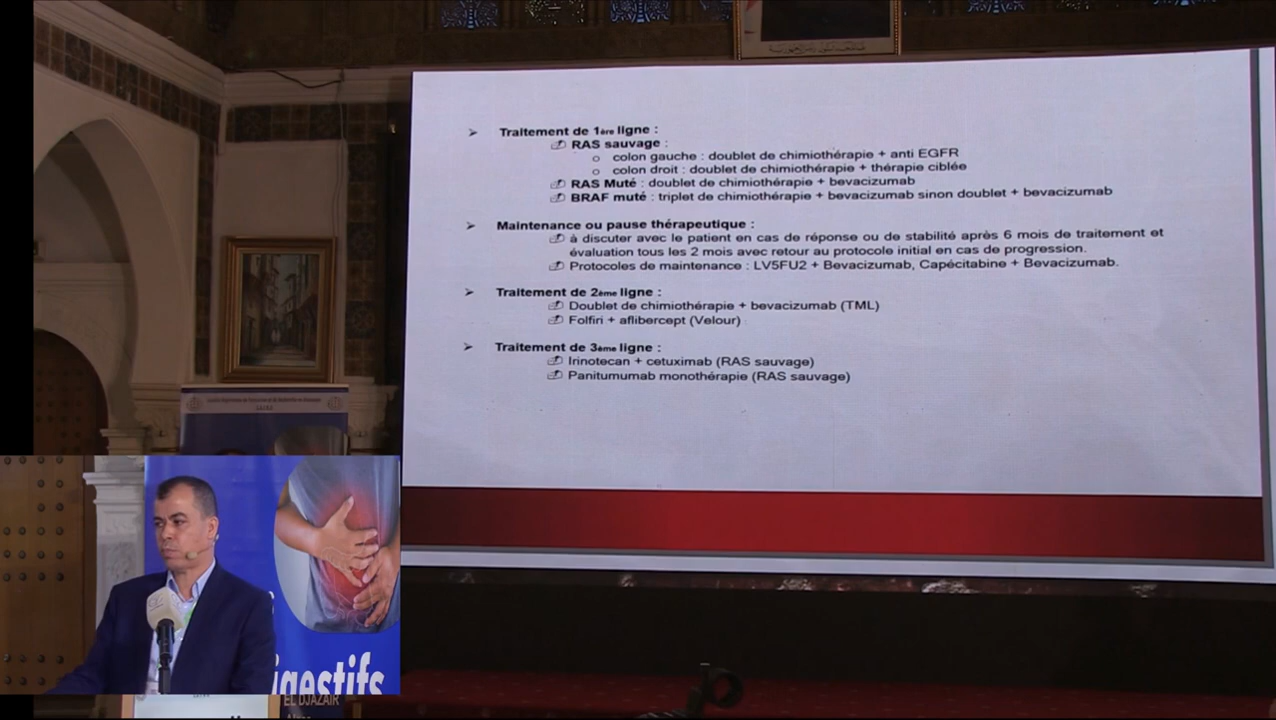 Traitement de 1ère ligne :
RAS sauvage :
colon gauche : doublet de chimiothérapie + anti EGFR
colon droit : doublet de chimiothérapie + thérapie ciblée
RAS Muté : doublet de chimiothérapie + bevacizumab
BRAF muté : triplet de chimiothérapie + bevacizumab sinon doublet + bevacizumab
Maintenance ou pause thérapeutique :
à discuter avec le patient en cas de réponse ou de stabilité après 6 mois de traitement et
évaluation tous les 2 mois avec retour au protocole initial en cas de progression.
Protocoles de maintenance : LV5FU2 + Bevacizumab, Capécitabine + Bevacizumab.
Traitement de 2ème ligne :
Doublet de chimiothérapie + bevacizumab (TML)
Folfiri + aflibercept (Velour)
Traitement de 3ème ligne :
Irinotecan + cetuximab (RAS sauvage)
Panitumumab monothérapie (RAS sauvage)
igestifs
EL DJAZAIR